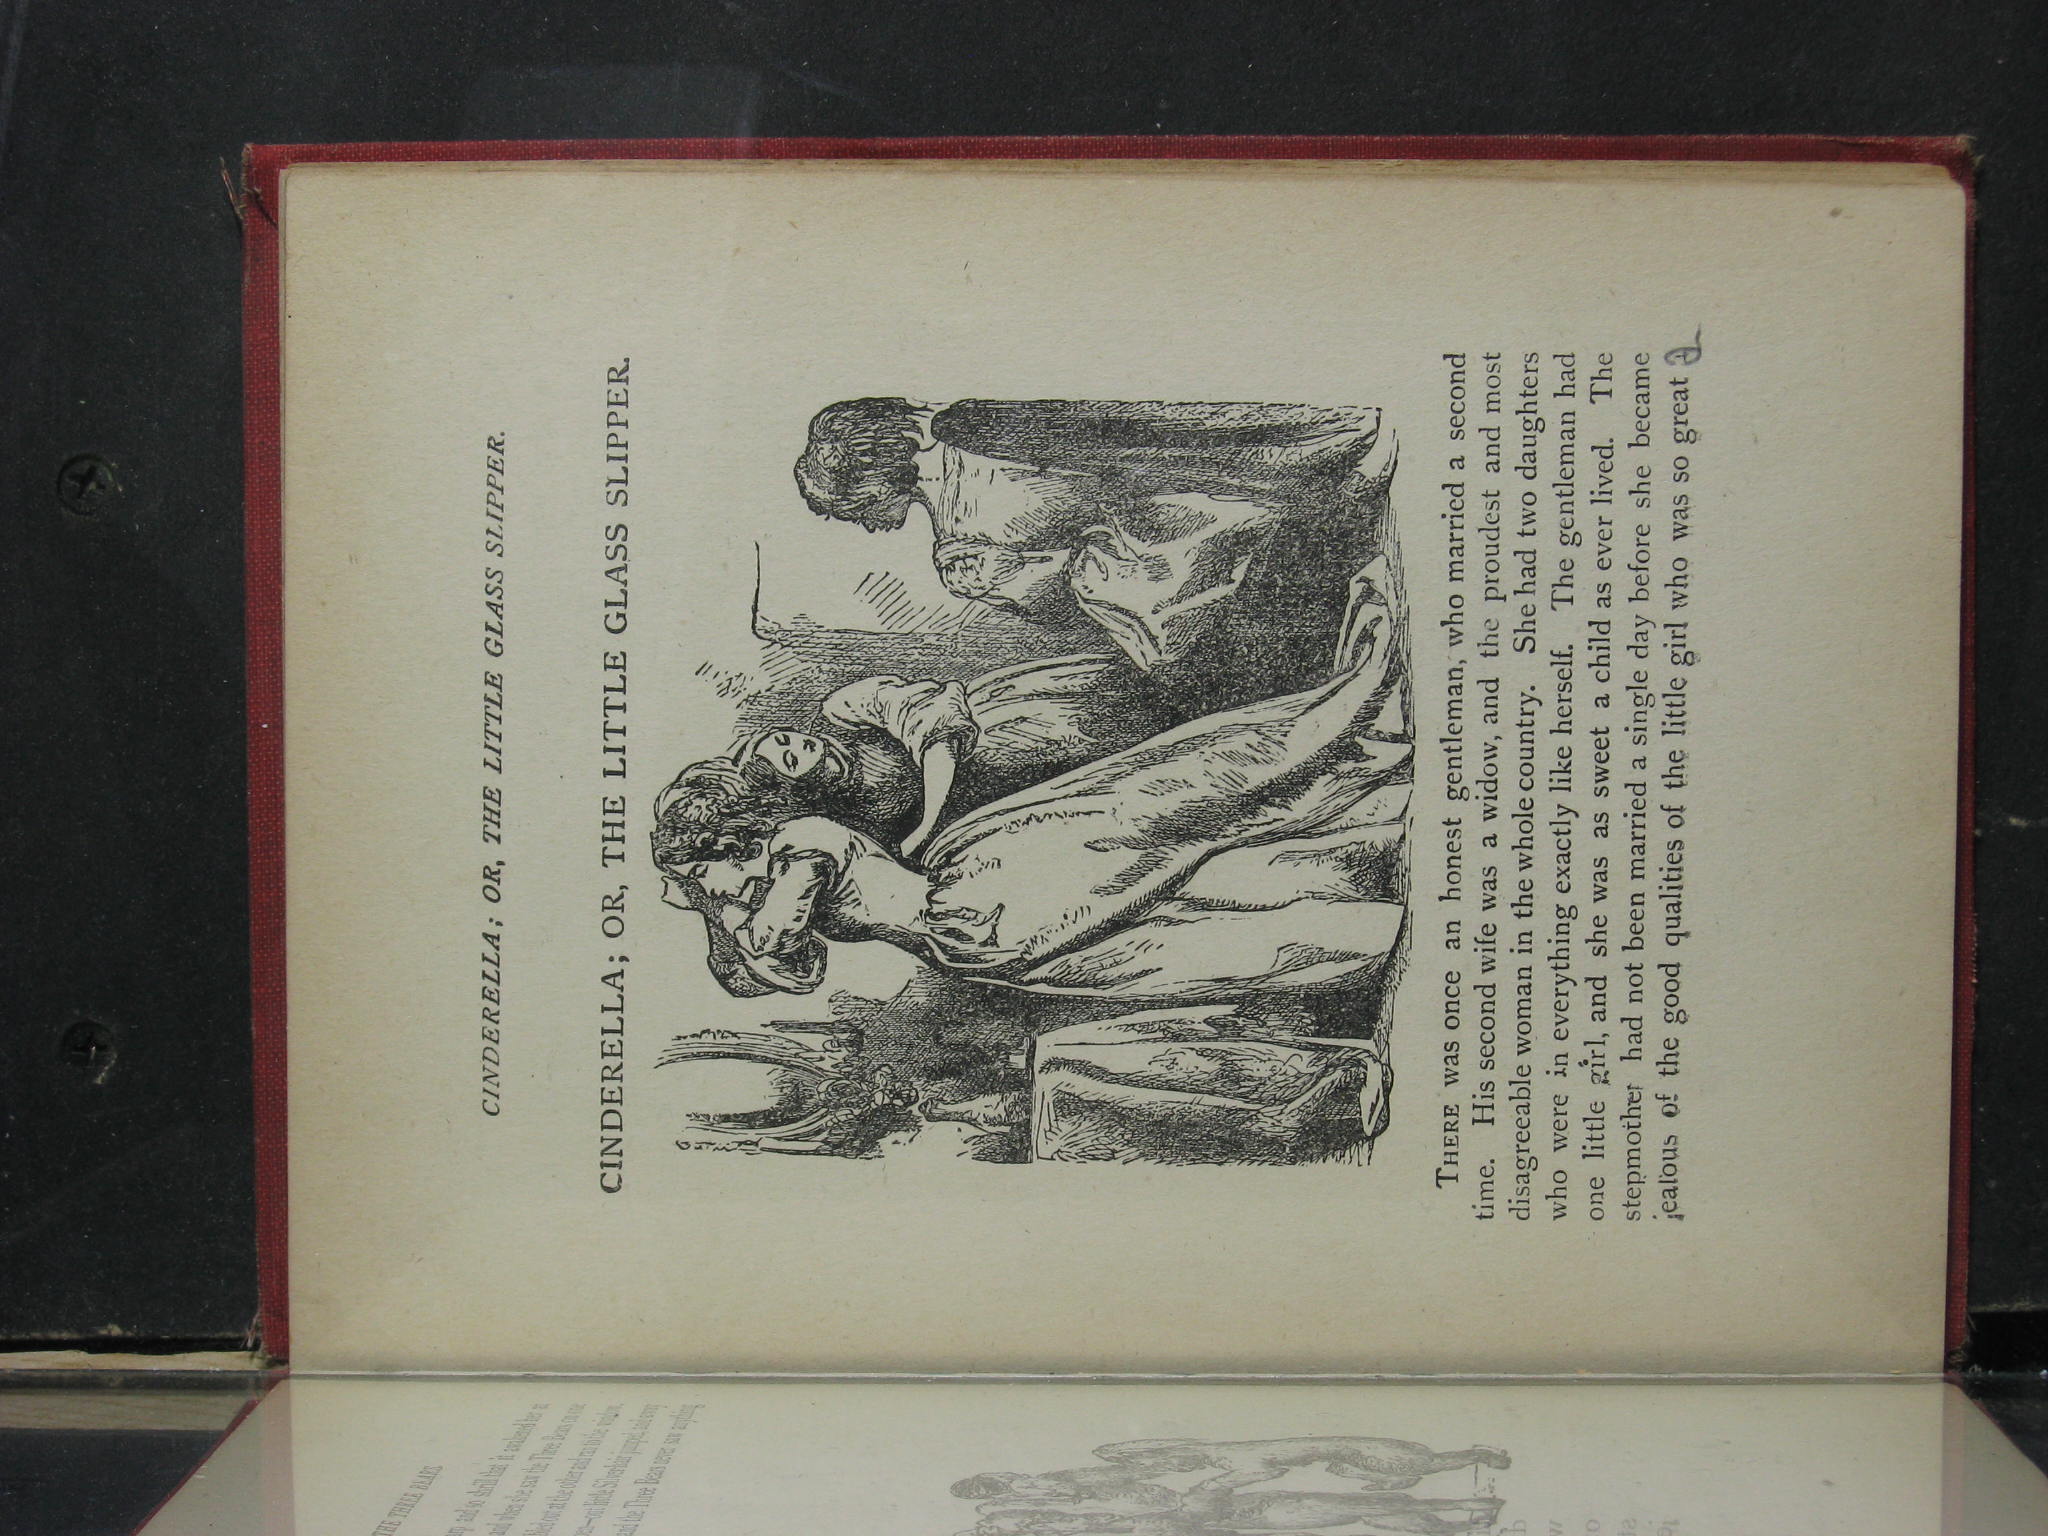 CINDERELLA; OR, THE LITTLE GLASS SLIPPER.
CINDERELLA; OR, THE LITTLE GLASS SLIPPER.
THERE was once an honest gentleman, who married a second
time. His second wife was a widow, and the proudest and most
disagreeable woman in the whole country. She had two daughters
who were in everything exactly like herself. The gentleman had
one little girl, and she was as sweet a child as ever lived. The
stepmother had not been married a single day before she became
jealous of the good qualities of the little girl who was so great
THE THREE BEARS.